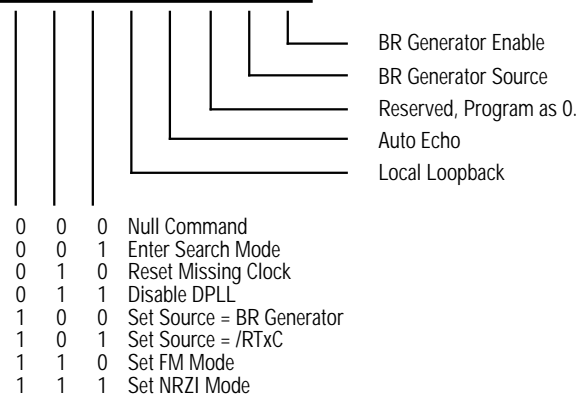 BR Generator Enable
BR Generator Source
Reserved, Program as 0.
Auto Echo
Local Loopback
0 0 0 Null Command
0 0 1 Enter Search Mode
0 1 0 Reset Missing Clock
0 1 1 Disable DPLL
1 0 0 Set Source = BR Generator
1 0 1 Set Source = /RTxC
1 1 0 Set FM Mode
1 1 1 Set NRZI Mode